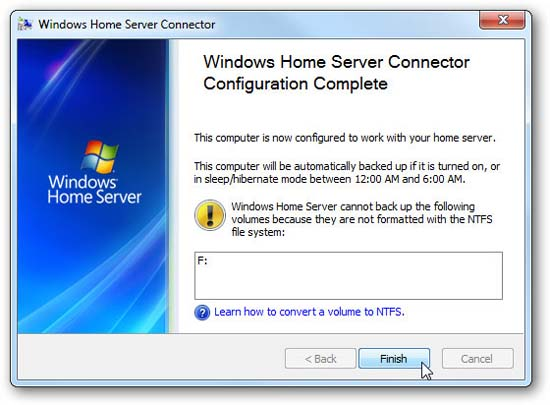 Windows Home Server Connector
Windows Home Server Connector
Configuration Complete
This computer is now configured to work with your home server.
This computer will be automatically backed up if it is turned on, or
in sleep/hibernate mode between 12:00 AM and 6:00 AM.
Windows Home Server cannot back up the following
volumes because they are not formatted with the NTFS
file system:
F:
Learn how to convert a volume to NTFS.
Windows
Home Server
< Back
Finish
Cancel